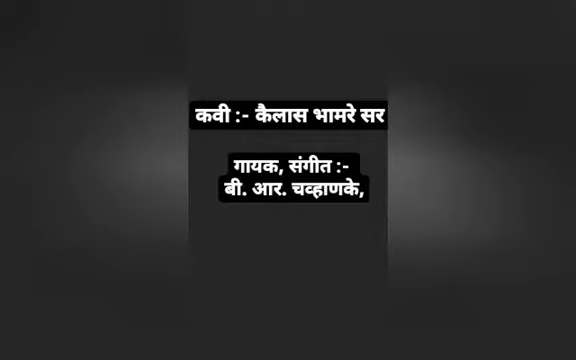 कवी :- कैलास भामरे सर
गायक, संगीत :-
बी. आर. चव्हाणके,